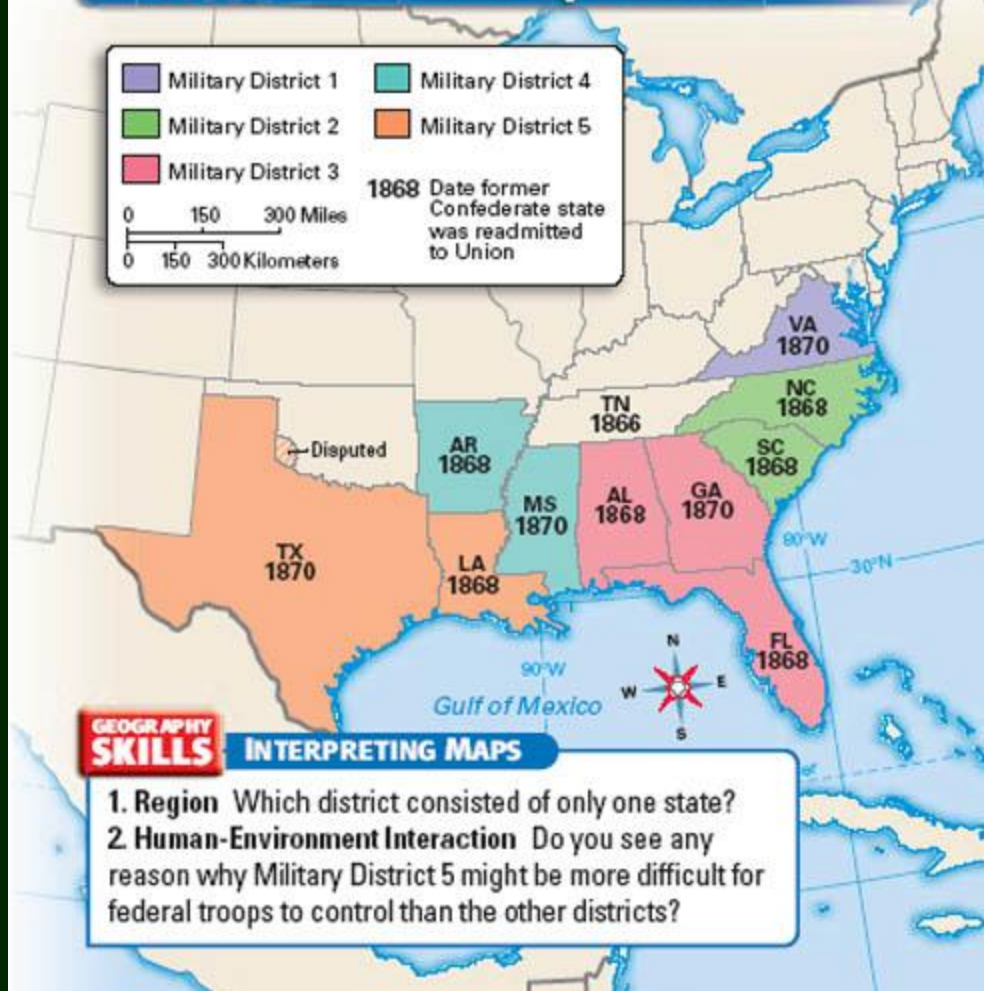 Military District 1
Military District 2
Military District 3
Military District 4
Military District 5
1868 Date former
Confederate state
was readmitted
to Union
0 150 300 Miles
0 150 300 Kilometers
VA
1870
NC
1868
TN
1866
SC
1868
Disputed
AR
1868
MS
1870
AL
1868
GA
1870
TX
1870
LA
1868
FL
1868
80°W
30°N
90°W
Gulf of Mexico
N
W E
S
GEOGRAPHY
SKILLS INTERPRETING MAPS
1. Region Which district consisted of only one state?
2. Human-Environment Interaction Do you see any
reason why Military District 5 might be more difficult for
federal troops to control than the other districts?